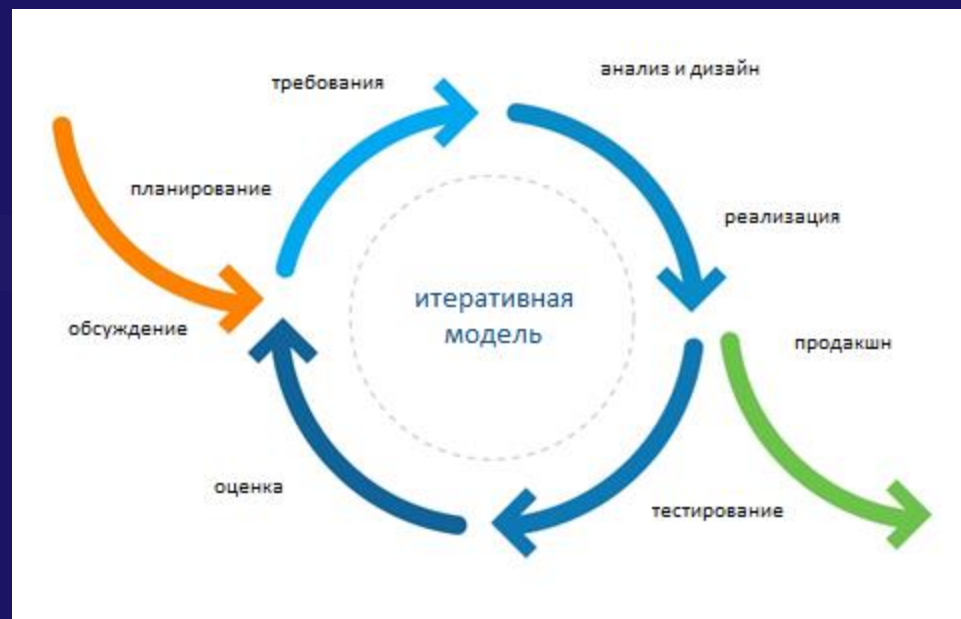 требования
анализ и дизайн
планирование
реализация
итеративная
модель
обсуждение
продакшн
оценка
тестирование